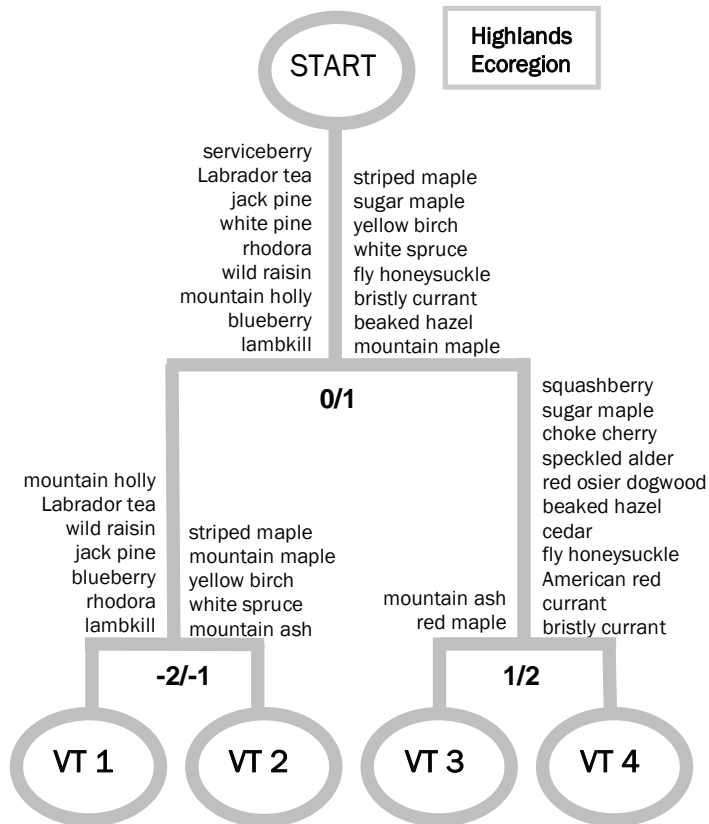 START
Highlands
Ecoregion
serviceberry
Labrador tea
jack pine
white pine
rhodora
wild raisin
mountain holly
blueberry
lambkill
striped maple
sugar maple
yellow birch
white spruce
fly honeysuckle
bristly currant
beaked hazel
mountain maple
0/1
mountain holly
Labrador tea
wild raisin
jack pine
blueberry
rhodora
lambkill
striped maple
mountain maple
yellow birch
white spruce
mountain ash
-2/-1
mountain ash
red maple
squashberry
sugar maple
choke cherry
speckled alder
red osier dogwood
beaked hazel
cedar
fly honeysuckle
American red
currant
bristly currant
1/2
VT 1
VT 2
VT 3
VT 4